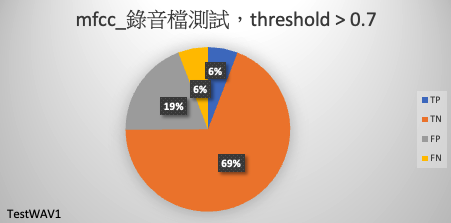 mfcc_錄音檔測試，threshold > 0.7
6%
6%
19%
69%
TP
TN
FP
FN
TestWAV1